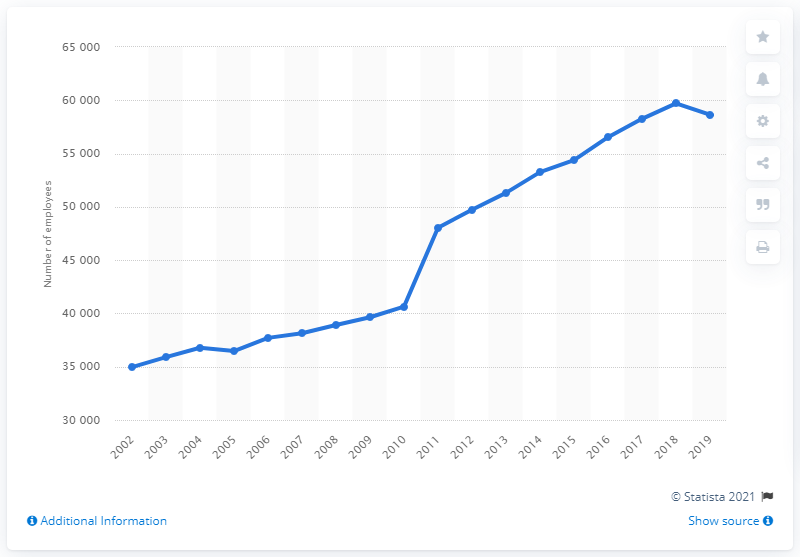 65 000
60 000
55 000
50 000
45 000
40 000
35 000
30 000
Number of employees
2002 2003 2004 2005 2006 2007 2008 2009 2010 2011 2012 2013 2014 2015 2016 2017 2018 2019
© Statista 2021
Additional Information
Show source